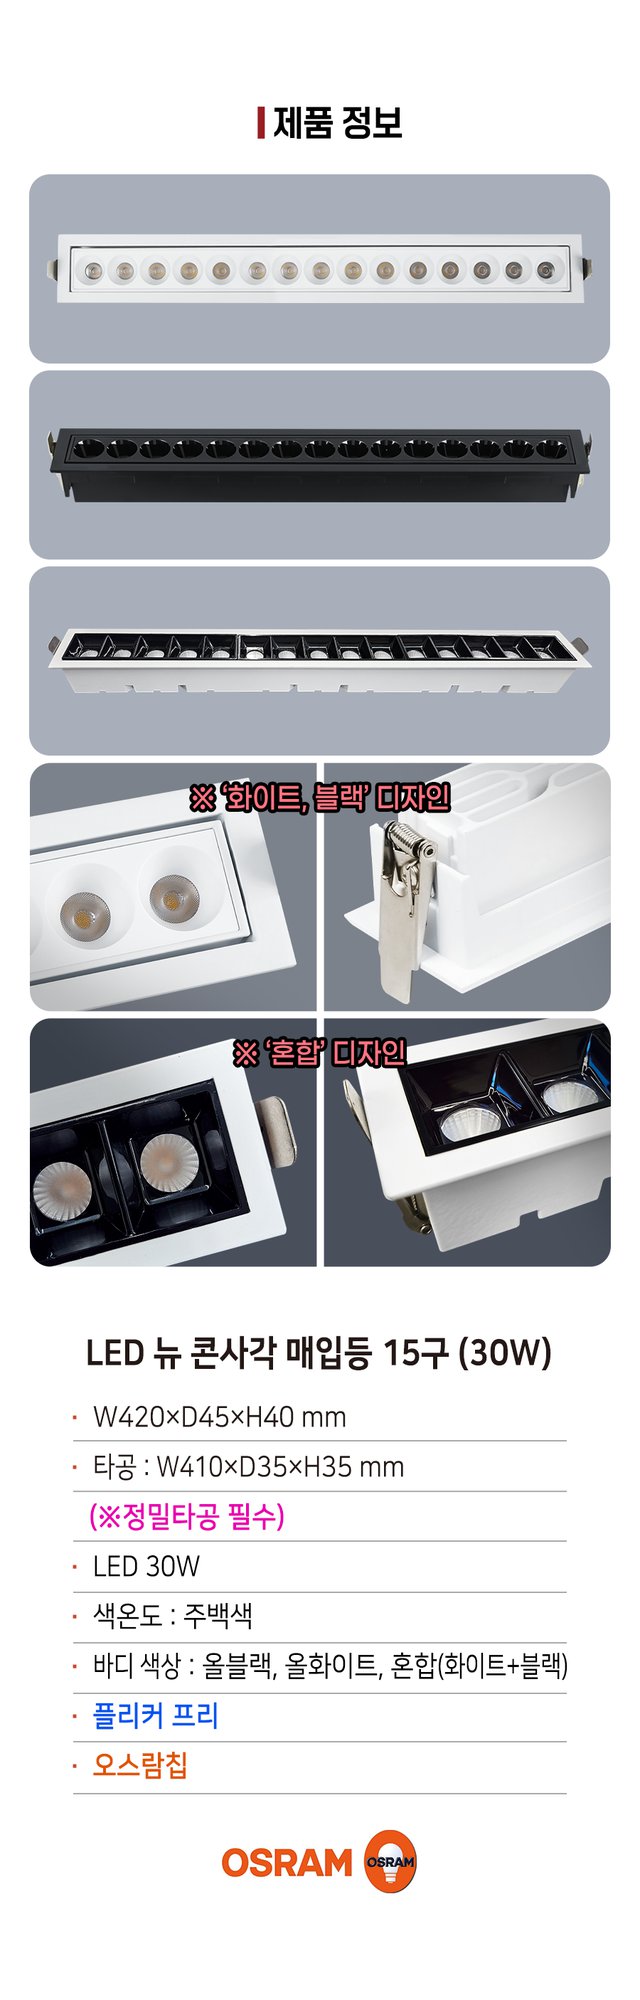 제품 정보
※ ‘화이트, 블랙’ 디자인
※ ‘혼합’ 디자인
LED 뉴 콘사각 매입등 15구 (30W)
· W420×D45×H40 mm
· 타공 : W410×D35×H35 mm
(※정밀타공 필수)
· LED 30W
· 색온도 : 주백색
· 바디 색상 : 올블랙, 올화이트, 혼합(화이트+블랙)
· 플리커 프리
· 오스람칩
OSRAM OSRAM